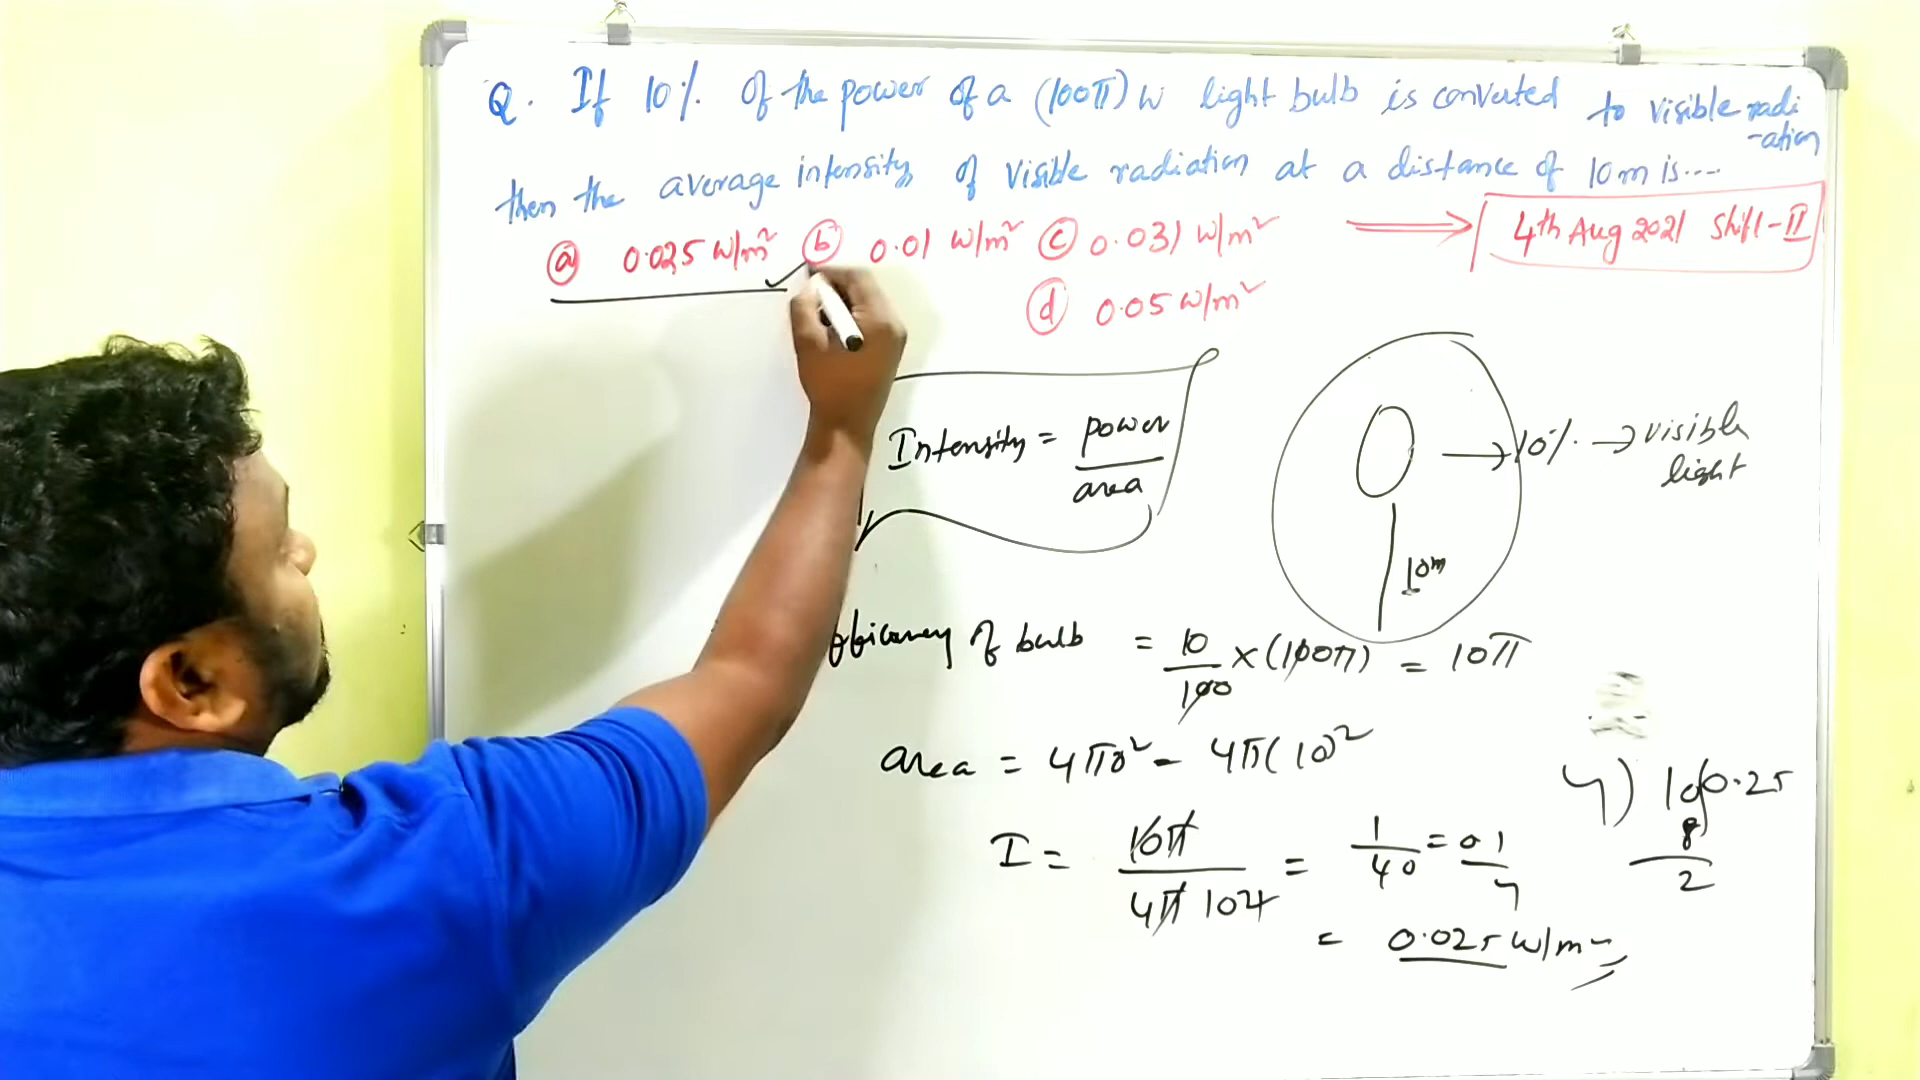 Q. If 10% of the power of a (100π) W light bulb is converted to visible radi
-ation
then the average intensity of visible radiation at a distance of 10 m is....
(a) 0.025 W/m² (b) 0.01 W/m² (c) 0.031 W/m² ⟹ 4th Aug 2021 Shift-II
(d) 0.05 W/m²
Intensity = power
area
→ 10% → visible
light
10m
of bulb = 10/100 × (100π) = 10π
area = 4πr² = 4π(10)²
4) 10(0.25
8
2
I = 10π / 4π 10² = 1/40 = 0.1/4
= 0.025 W/m²